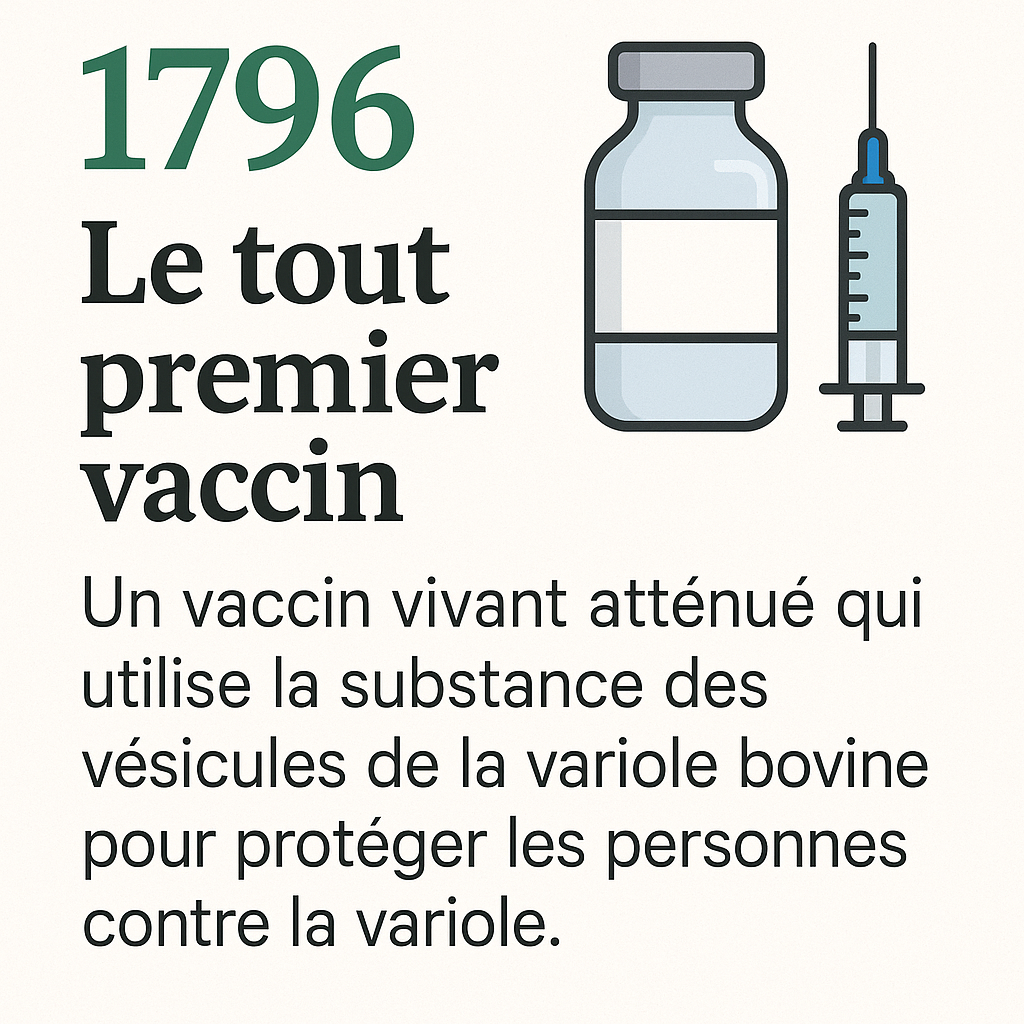 1796
Le tout
premier
vaccin
Un vaccin vivant atténué qui
utilise la substance des
vésicules de la variole bovine
pour protéger les personnes
contre la variole.